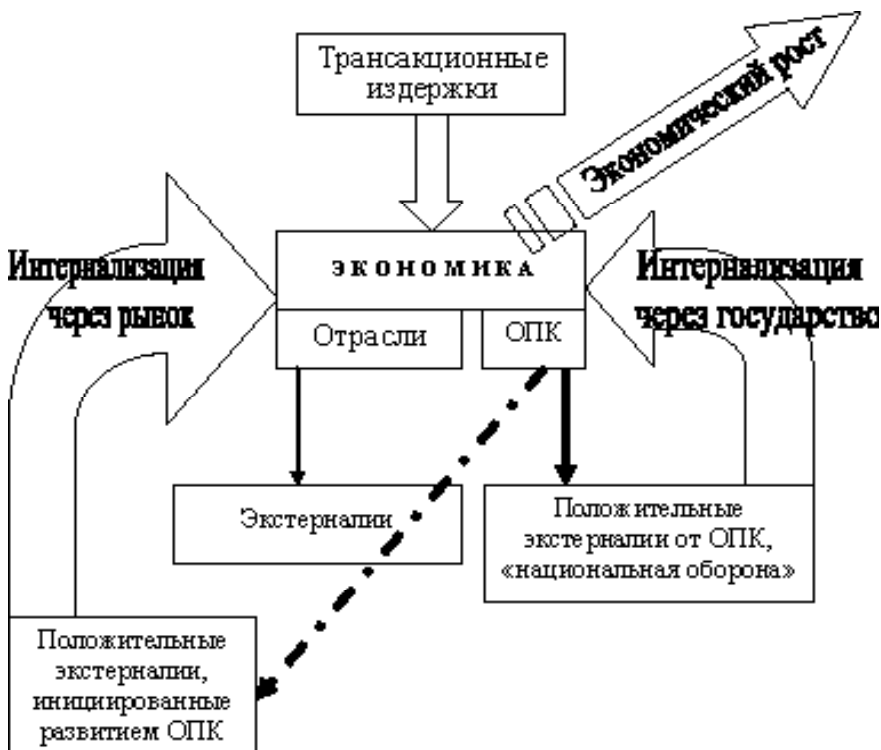 Трансакционные
издержки
Экономический рост
Интернализация
через рынок
ЭКОНОМИКА
Интернализация
через государство
Отрасли
ОПК
Экстерналии
Положительные
экстерналии от ОПК,
«национальная оборона»
Положительные
экстерналии,
инициированные
развитием ОПК